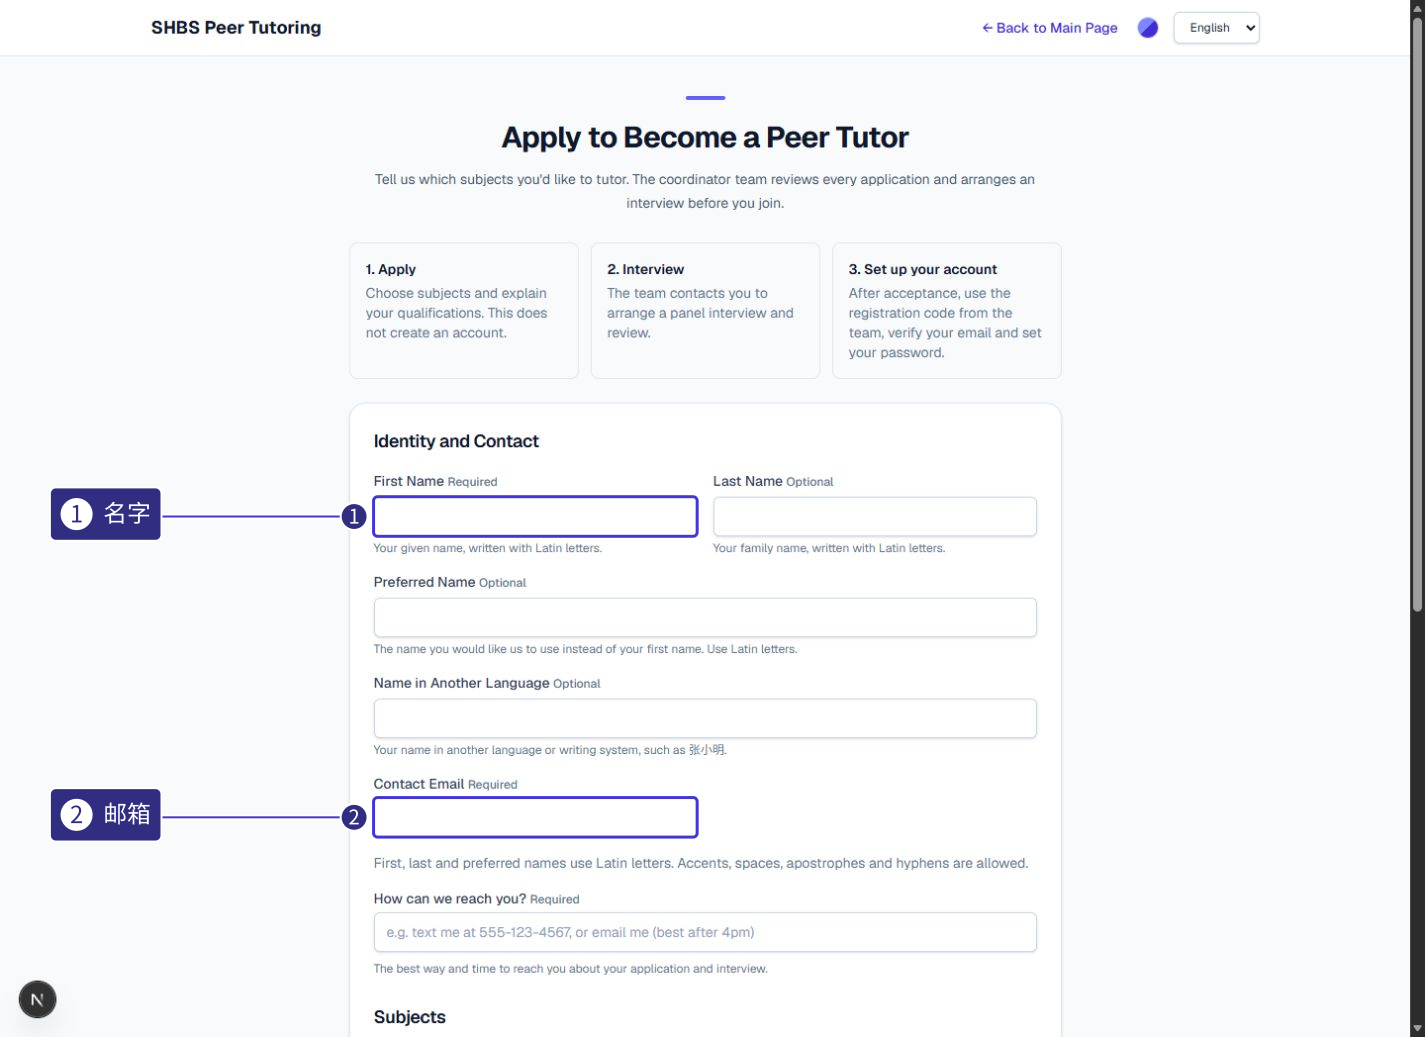 SHBS Peer Tutoring
← Back to Main Page
English
Apply to Become a Peer Tutor
Tell us which subjects you'd like to tutor. The coordinator team reviews every application and arranges an
interview before you join.
1. Apply
Choose subjects and explain
your qualifications. This does
not create an account.
2. Interview
The team contacts you to
arrange a panel interview and
review.
3. Set up your account
After acceptance, use the
registration code from the
team, verify your email and set
your password.
Identity and Contact
First Name Required
Last Name Optional
1 名字
1
Your given name, written with Latin letters.
Your family name, written with Latin letters.
Preferred Name Optional
The name you would like us to use instead of your first name. Use Latin letters.
Name in Another Language Optional
Your name in another language or writing system, such as 张小明.
Contact Email Required
2 邮箱
2
First, last and preferred names use Latin letters. Accents, spaces, apostrophes and hyphens are allowed.
How can we reach you? Required
e.g. text me at 555-123-4567, or email me (best after 4pm)
The best way and time to reach you about your application and interview.
N
Subjects